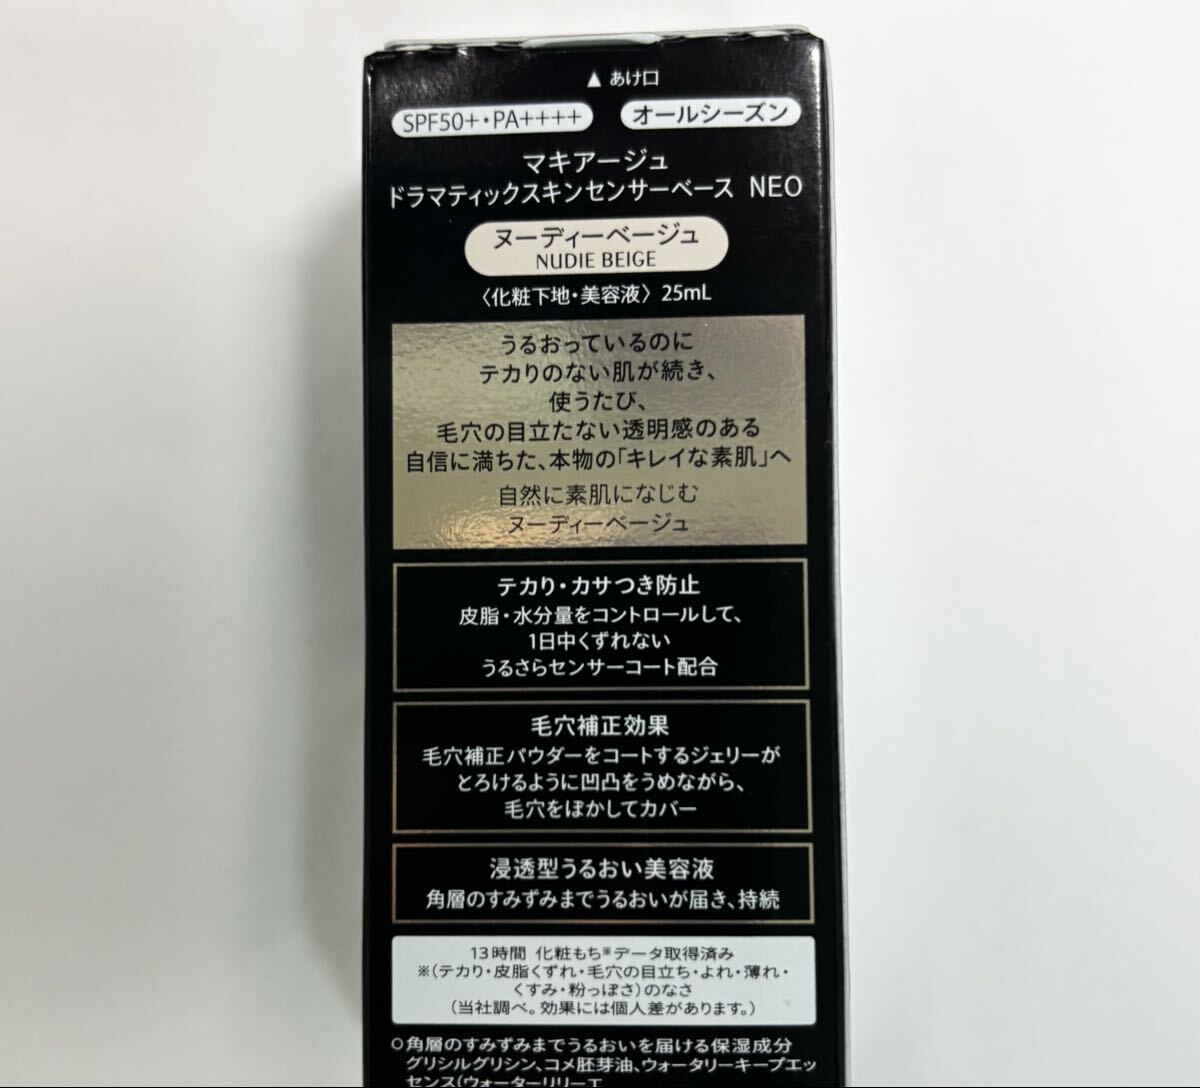 ▲ あけ口
SPF50+・PA++++ オールシーズン
マキアージュ
ドラマティックスキンセンサーベース NEO
ヌーディーベージュ
NUDIE BEIGE
〈化粧下地・美容液〉 25mL
うるおっているのに
テカりのない肌が続き、
使うたび、
毛穴の目立たない透明感のある
自信に満ちた、本物の「キレイな素肌」へ
自然に素肌になじむ
ヌーディーベージュ
テカり・カサつき防止
皮脂・水分量をコントロールして、
1日中くずれない
うるさらセンサーコート配合
毛穴補正効果
毛穴補正パウダーをコートするジェリーが
とろけるように凹凸をうめながら、
毛穴をぼかしてカバー
浸透型うるおい美容液
角層のすみずみまでうるおいが届き、持続
13時間 化粧もち※データ取得済み
※(テカり・皮脂くずれ・毛穴の目立ち・よれ・薄れ・
くすみ・粉っぽさ)のなさ
(当社調べ。効果には個人差があります。)
○角層のすみずみまでうるおいを届ける保湿成分
グリシルグリシン、コメ胚芽油、ウォータリーキープエッ
センス(ウォーターリリーエ